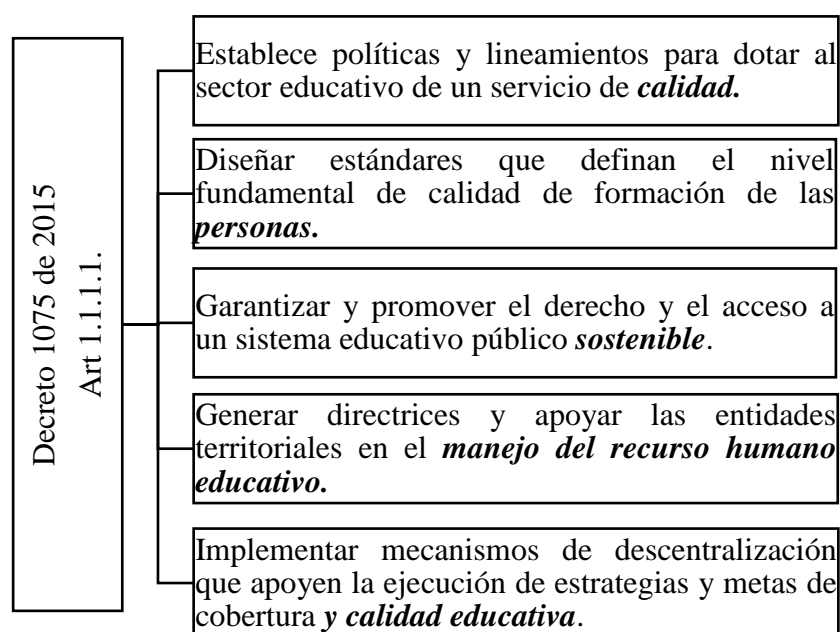 Decreto 1075 de 2015
Art 1.1.1.1.
Establece políticas y lineamientos para dotar al
sector educativo de un servicio de calidad.
Diseñar estándares que definan el nivel
fundamental de calidad de formación de las
personas.
Garantizar y promover el derecho y el acceso a
un sistema educativo público sostenible.
Generar directrices y apoyar las entidades
territoriales en el manejo del recurso humano
educativo.
Implementar mecanismos de descentralización
que apoyen la ejecución de estrategias y metas de
cobertura y calidad educativa.